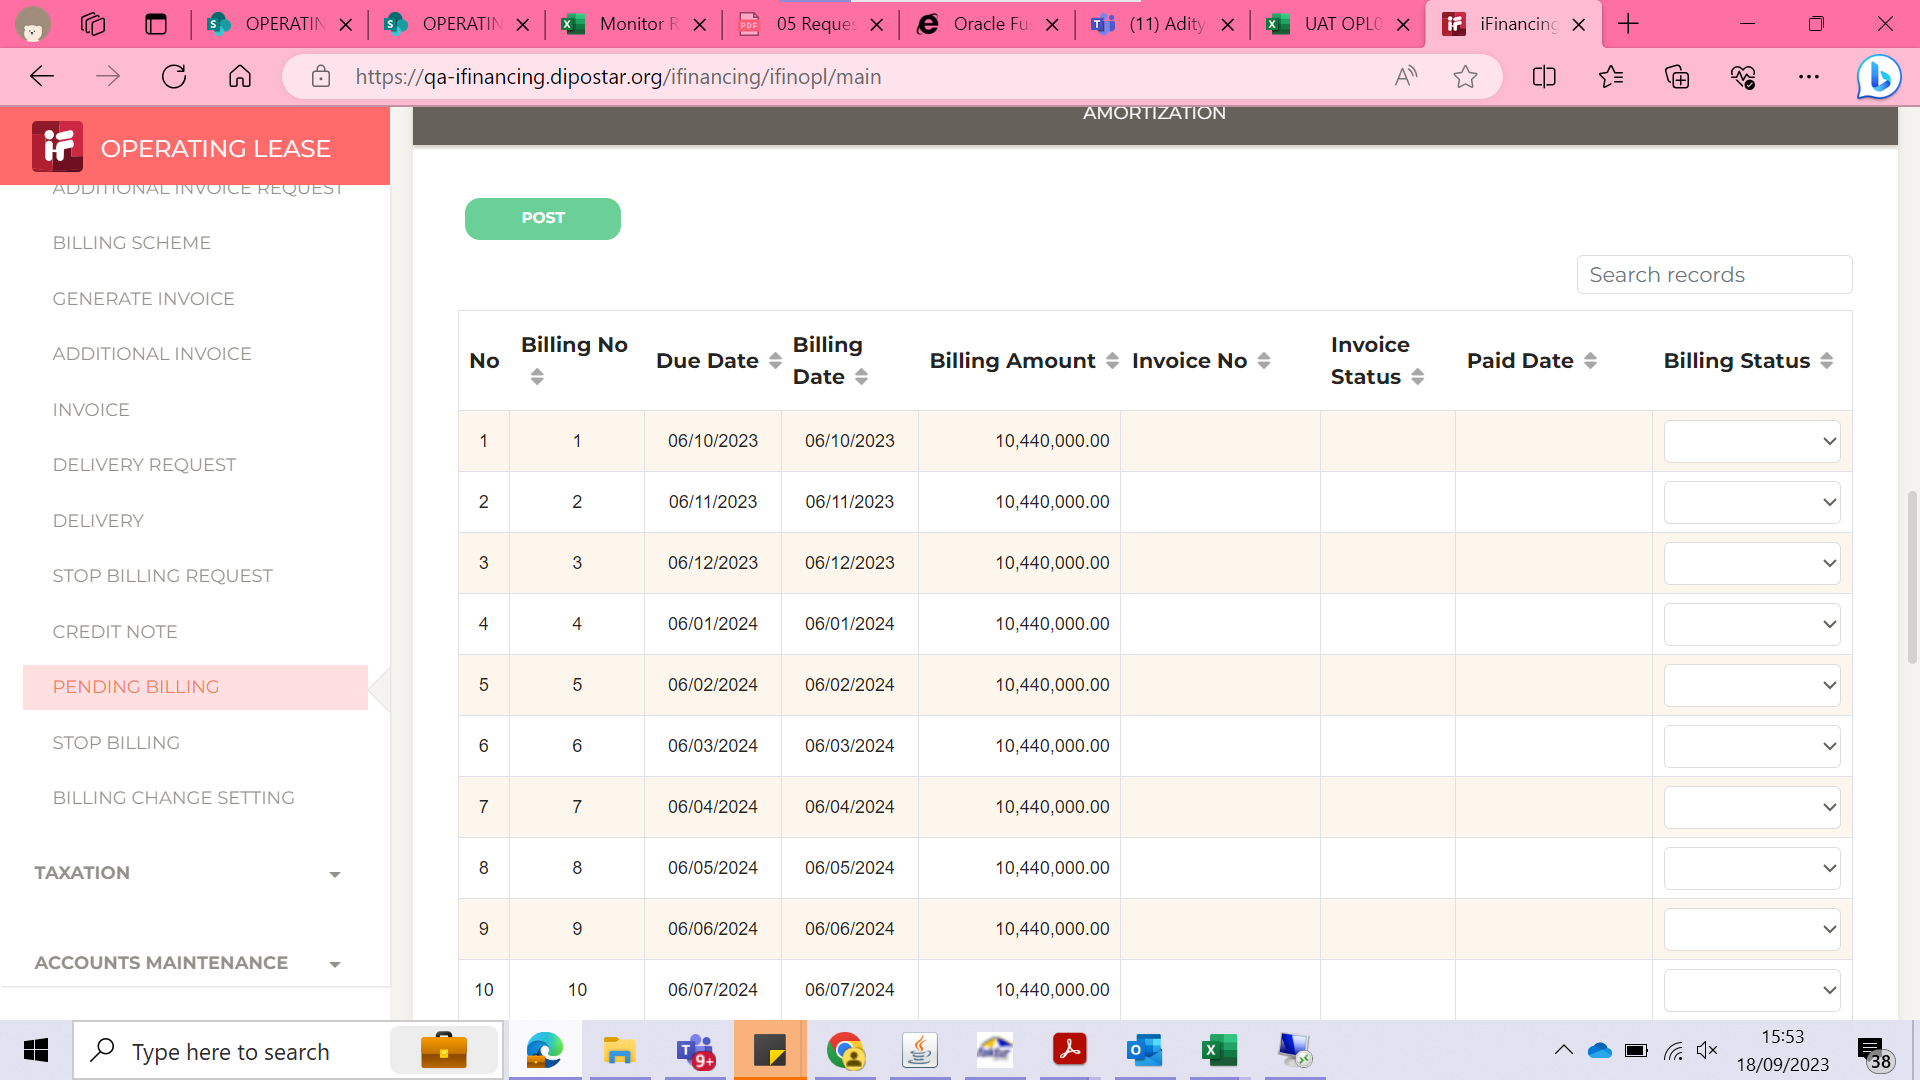 OPERATIN
OPERATIN
Monitor R
05 Reques
Oracle Fu
(11) Adity
UAT OPL0
iFinancing
https://qa-ifinancing.dipostar.org/ifinancing/ifinopl/main
iF OPERATING LEASE
ADDITIONAL INVOICE REQUEST
BILLING SCHEME
GENERATE INVOICE
ADDITIONAL INVOICE
INVOICE
DELIVERY REQUEST
DELIVERY
STOP BILLING REQUEST
CREDIT NOTE
PENDING BILLING
STOP BILLING
BILLING CHANGE SETTING
TAXATION
ACCOUNTS MAINTENANCE
AMORTIZATION
POST
Search records
No Billing No Due Date Billing Date Billing Amount Invoice No Invoice Status Paid Date Billing Status
1 1 06/10/2023 06/10/2023 10,440,000.00
2 2 06/11/2023 06/11/2023 10,440,000.00
3 3 06/12/2023 06/12/2023 10,440,000.00
4 4 06/01/2024 06/01/2024 10,440,000.00
5 5 06/02/2024 06/02/2024 10,440,000.00
6 6 06/03/2024 06/03/2024 10,440,000.00
7 7 06/04/2024 06/04/2024 10,440,000.00
8 8 06/05/2024 06/05/2024 10,440,000.00
9 9 06/06/2024 06/06/2024 10,440,000.00
10 10 06/07/2024 06/07/2024 10,440,000.00
Type here to search
9+
15:53
18/09/2023
38